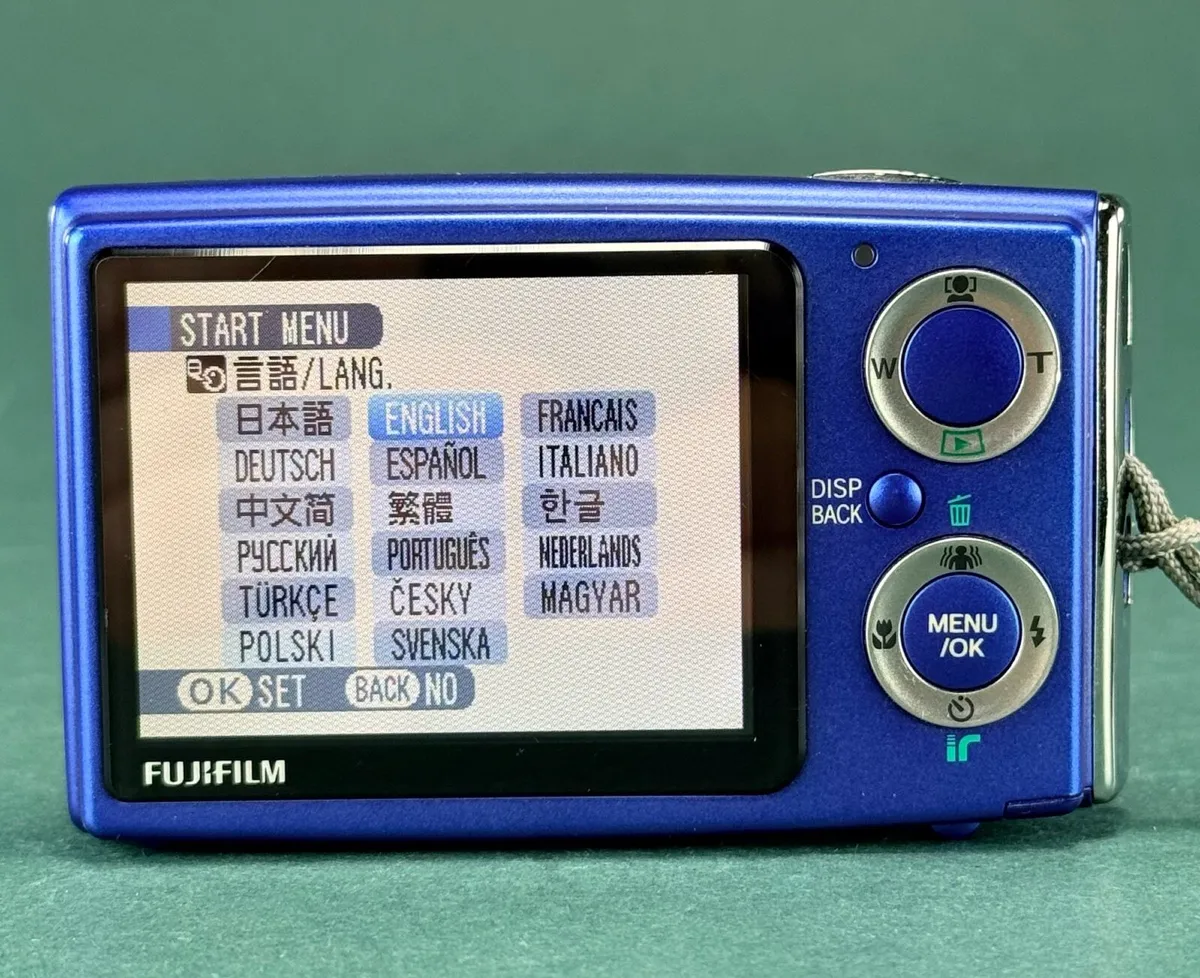 START MENU
言語/LANG.
日本語 ENGLISH FRANCAIS
DEUTSCH ESPAÑOL ITALIANO
中文简 繁體 한글
РУССКИЙ PORTUGUÊS NEDERLANDS
TÜRKÇE ČESKY MAGYAR
POLSKI SVENSKA
OK SET BACK NO
FUJIFILM
W T
DISP
BACK
MENU
/OK
ir